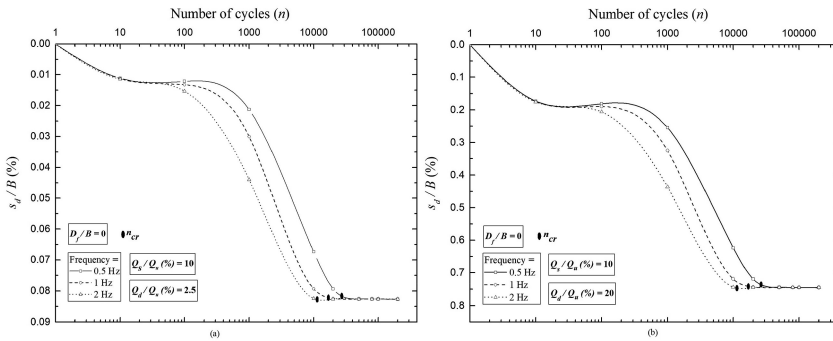 Number of cycles (n)
1 10 100 1000 10000 100000
0.00
0.01
0.02
0.03
0.04
0.05
0.06
0.07
0.08
0.09
s_d / B (%)
D_f / B = 0
n_cr
Frequency =
0.5 Hz
1 Hz
2 Hz
Q_S / Q_u (%) = 10
Q_d / Q_u (%) = 2.5
(a)
Number of cycles (n)
1 10 100 1000 10000 100000
0.0
0.1
0.2
0.3
0.4
0.5
0.6
0.7
0.8
s_d / B (%)
D_f / B = 0
n_cr
Frequency =
0.5 Hz
1 Hz
2 Hz
Q_s / Q_u (%) = 10
Q_d / Q_u (%) = 20
(b)